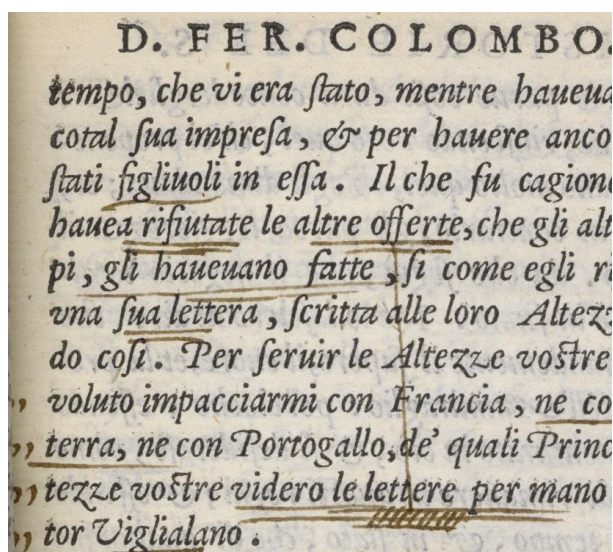 D. FER. COLOMBO.
tempo, che vi era ſtato, mentre haueua
cotal ſua impreſa, & per hauere anco
ſtati figliuoli in eſſa. Il che fu cagione
hauea rifiutate le altre offerte, che gli alt
pi, gli haueuano fatte, ſi come egli ri
vna ſua lettera, ſcritta alle loro Altezz
do coſi. Per ſeruir le Altezze voſtre
„ voluto impacciarmi con Francia, ne co
„ terra, ne con Portogallo, de' quali Princ
„ tezze voſtre videro le lettere per mano
„ tor Viglialano.